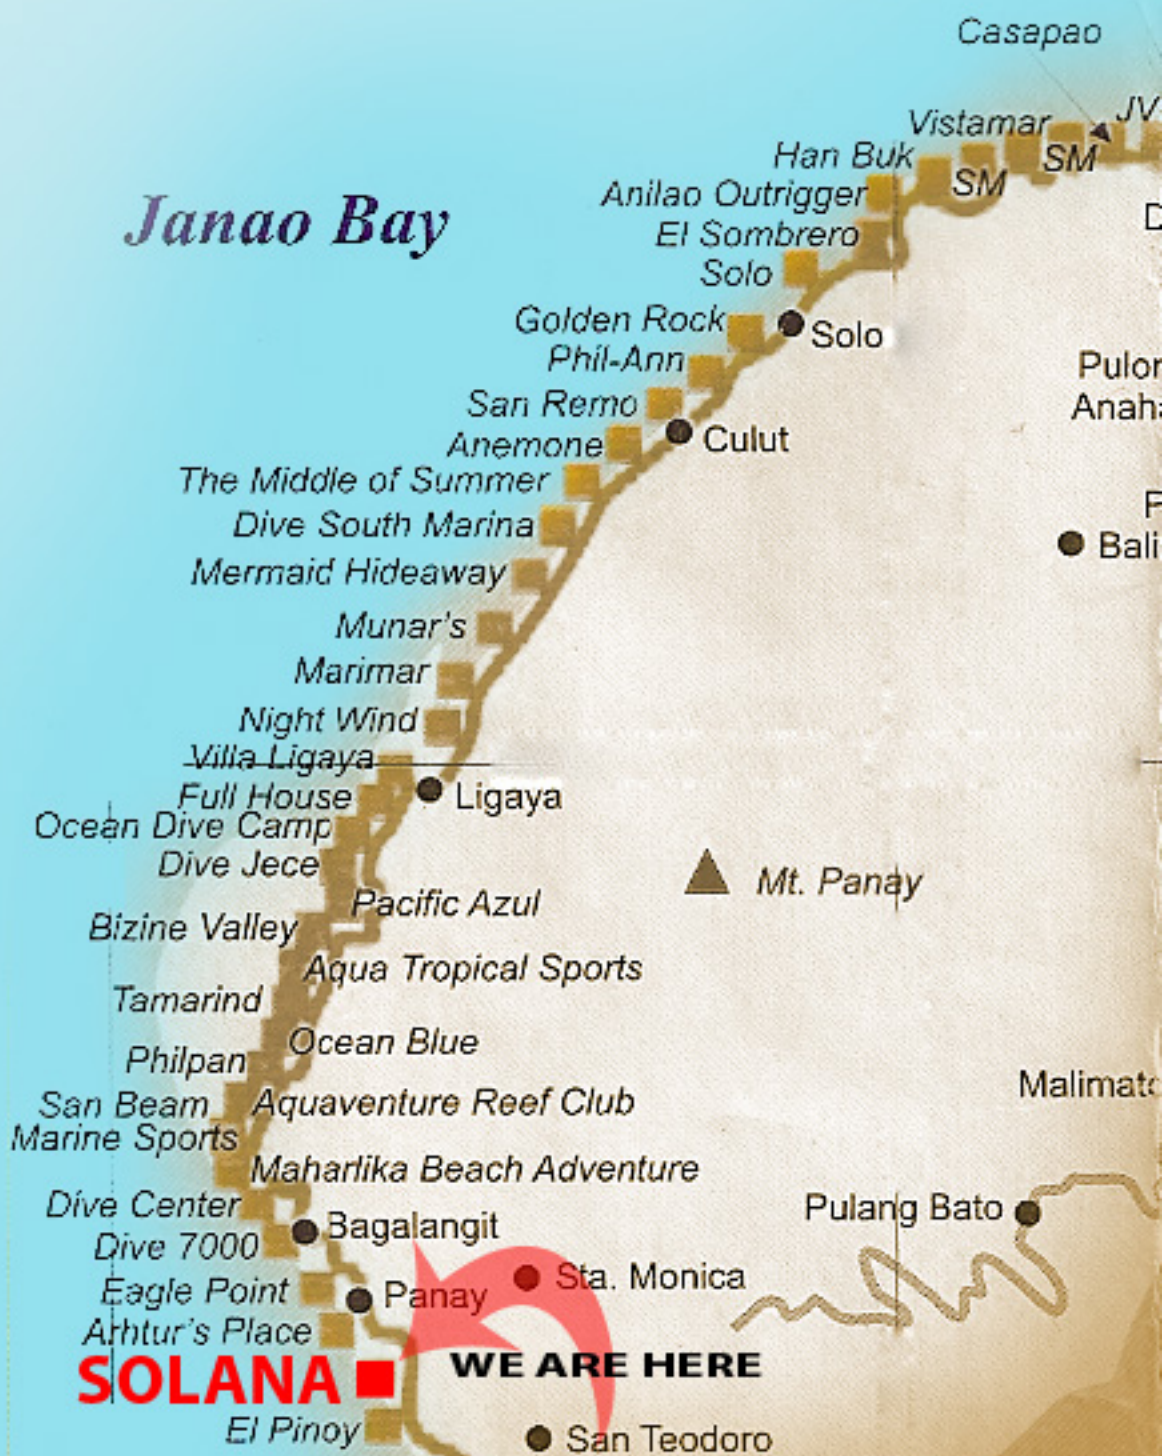 Casapao
JV
Vistamar
SM
Han Buk
SM
Anilao Outrigger
El Sombrero
Solo
Janao Bay
Golden Rock
Solo
Phil-Ann
San Remo
Anemone
Culut
The Middle of Summer
Dive South Marina
Mermaid Hideaway
Munar's
Marimar
Night Wind
Villa Ligaya
Full House
Ligaya
Ocean Dive Camp
Dive Jece
Mt. Panay
Pacific Azul
Bizine Valley
Aqua Tropical Sports
Tamarind
Ocean Blue
Philpan
San Beam
Aquaventure Reef Club
Marine Sports
Maharlika Beach Adventure
Dive Center
Pulang Bato
Bagalangit
Dive 7000
Sta. Monica
Eagle Point
Panay
Arhtur's Place
SOLANA
WE ARE HERE
El Pinoy
San Teodoro